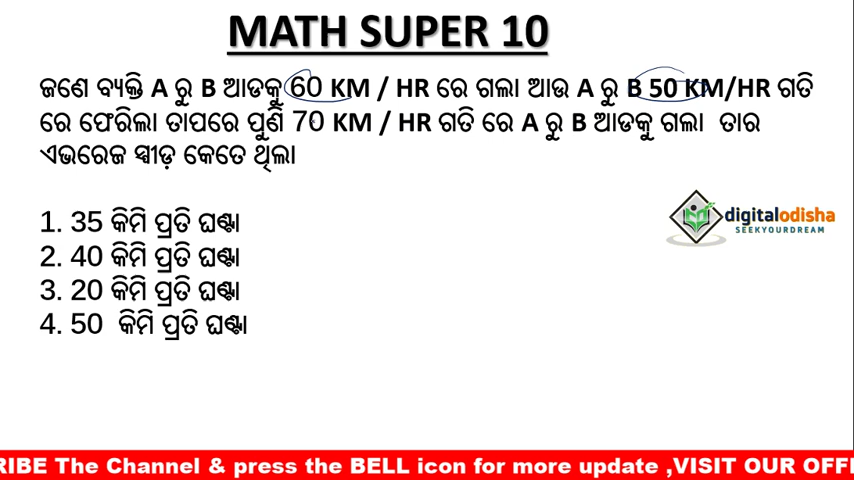 MATH SUPER 10
ଜଣେ ବ୍ୟକ୍ତି A ରୁ B ଆଡକୁ 60 KM / HR ରେ ଗଲା ଆଉ A ରୁ B 50 KM/HR ଗତି
ରେ ଫେରିଲା ତାପରେ ପୁଣି 70 KM / HR ଗତି ରେ A ରୁ B ଆଡକୁ ଗଲା ତାର
ଏଭରେଜ ସ୍ପୀଡ଼ କେତେ ଥିଲା
1. 35 କିମି ପ୍ରତି ଘଣ୍ଟା
2. 40 କିମି ପ୍ରତି ଘଣ୍ଟା
3. 20 କିମି ପ୍ରତି ଘଣ୍ଟା
4. 50 କିମି ପ୍ରତି ଘଣ୍ଟା
digitalodisha
SEEKYOURDREAM
RIBE The Channel & press the BELL icon for more update ,VISIT OUR OFFI